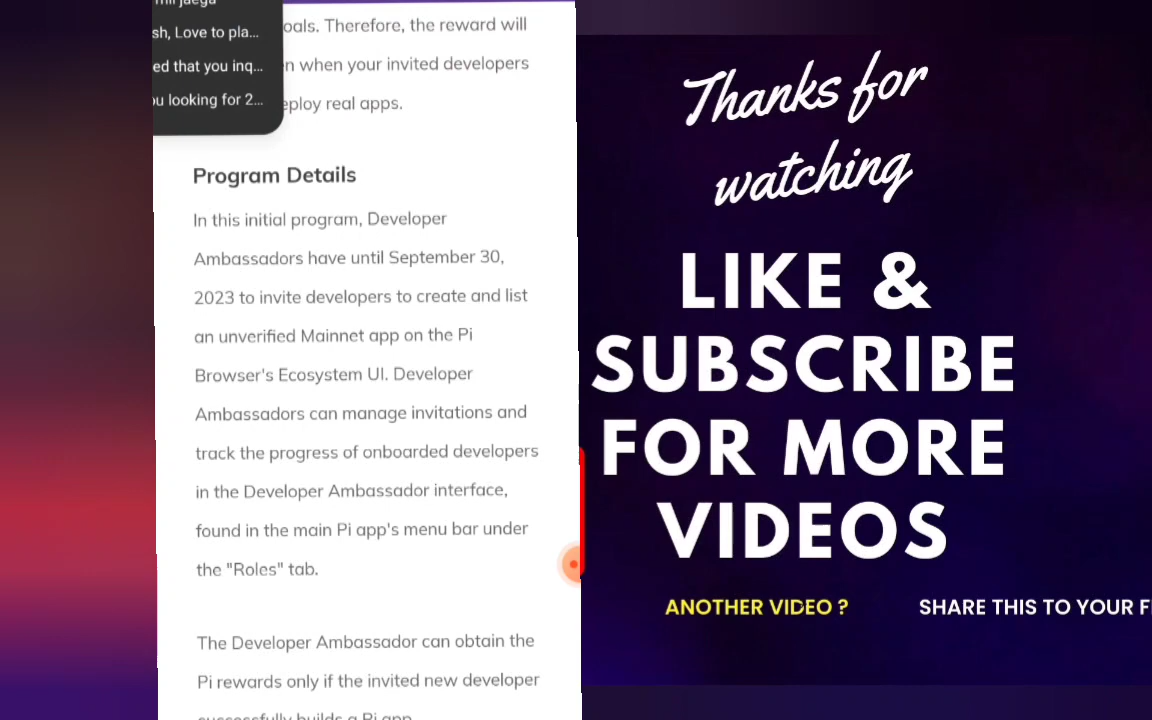 sh, Love to pla...
ed that you inq...
u looking for 2...
oals. Therefore, the reward will
when your invited developers
eploy real apps.
Program Details
In this initial program, Developer
Ambassadors have until September 30,
2023 to invite developers to create and list
an unverified Mainnet app on the Pi
Browser's Ecosystem UI. Developer
Ambassadors can manage invitations and
track the progress of onboarded developers
in the Developer Ambassador interface,
found in the main Pi app's menu bar under
the "Roles" tab.
The Developer Ambassador can obtain the
Pi rewards only if the invited new developer
successfully builds a Pi app
Thanks for
watching
LIKE &
SUBSCRIBE
FOR MORE
VIDEOS
ANOTHER VIDEO ?
SHARE THIS TO YOUR F